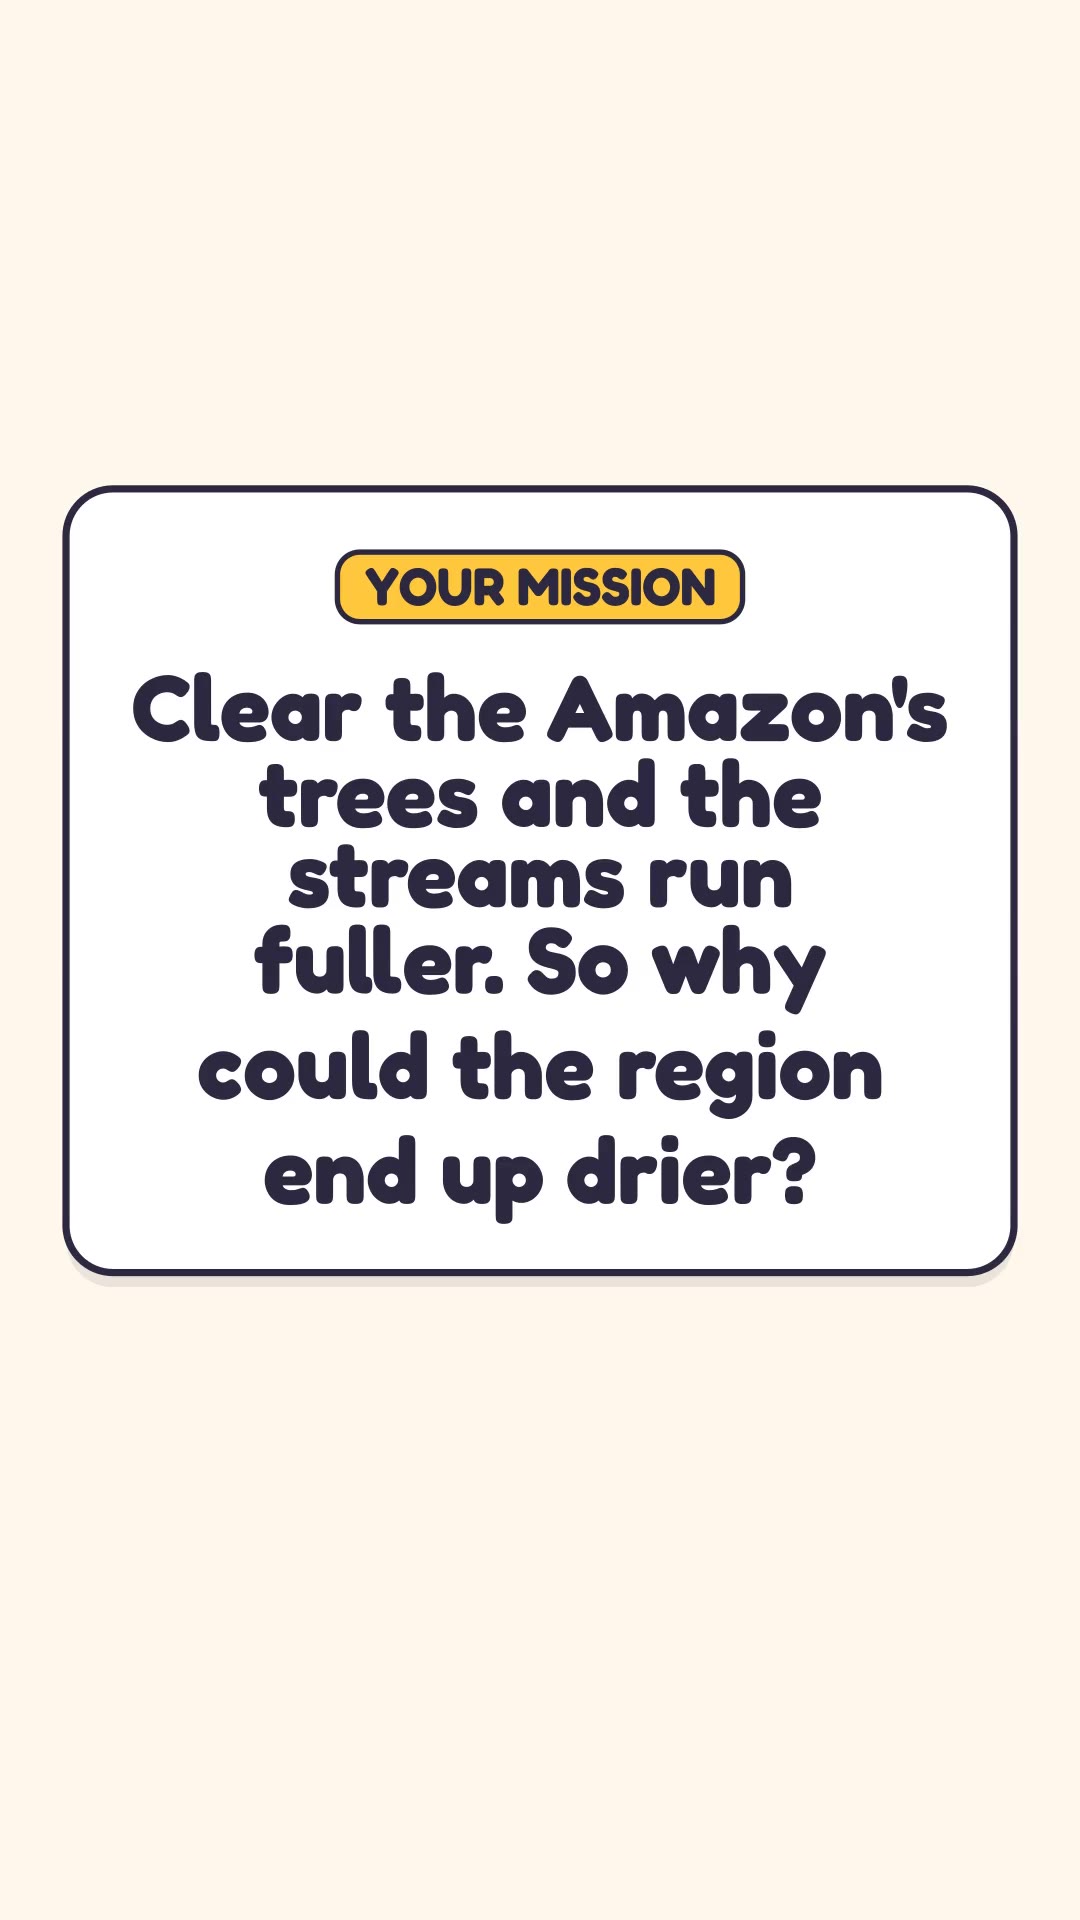 YOUR MISSION
Clear the Amazon's
trees and the
streams run
fuller. So why
could the region
end up drier?